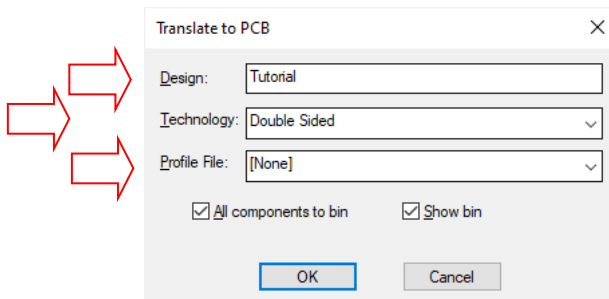 Translate to PCB
Design: Tutorial
Technology: Double Sided
Profile File: [None]
All components to bin Show bin
OK Cancel